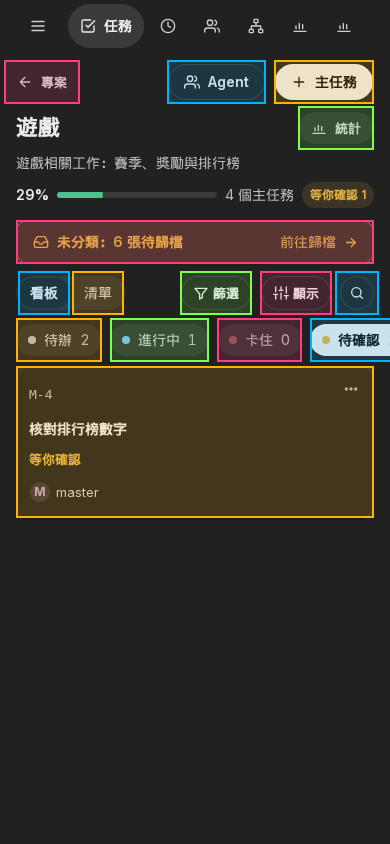 任務
專案
Agent
主任務
遊戲
統計
遊戲相關工作: 賽季、獎勵與排行榜
29%
4 個主任務
等你確認 1
未分類: 6 張待歸檔
前往歸檔
看板
清單
篩選
顯示
待辦 2
進行中 1
卡住 0
待確認
M-4
核對排行榜數字
等你確認
M master